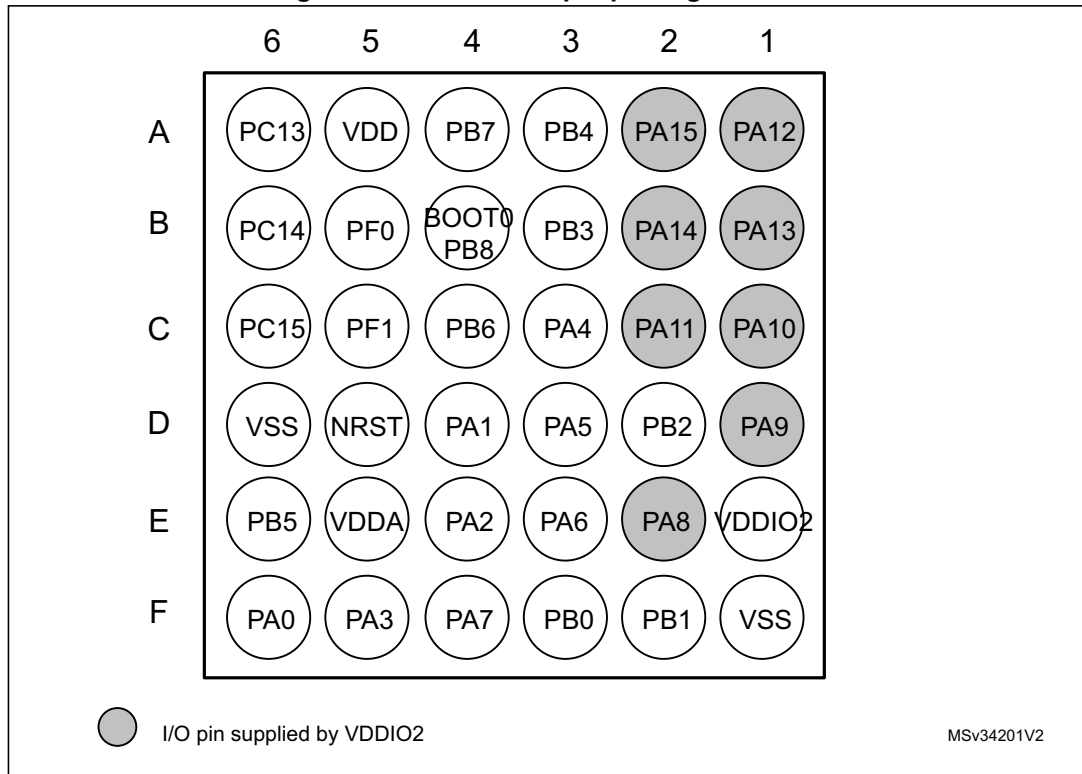 6 5 4 3 2 1
A PC13 VDD PB7 PB4 PA15 PA12
B PC14 PF0 BOOT0 PB8 PB3 PA14 PA13
C PC15 PF1 PB6 PA4 PA11 PA10
D VSS NRST PA1 PA5 PB2 PA9
E PB5 VDDA PA2 PA6 PA8 VDDIO2
F PA0 PA3 PA7 PB0 PB1 VSS
I/O pin supplied by VDDIO2
MSv34201V2